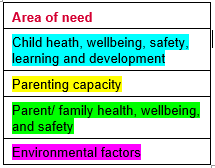 Area of need
Child heath, wellbeing, safety,
learning and development
Parenting capacity
Parent/ family health, wellbeing,
and safety
Environmental factors